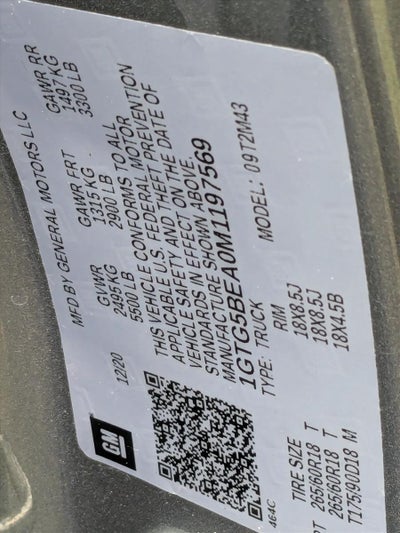 GM
MFD BY GENERAL MOTORS LLC
12/20 GVWR GAWR FRT GAWR RR
2495 KG 1315 KG 1497 KG
5500 LB 2900 LB 3300 LB
THIS VEHICLE CONFORMS TO ALL
APPLICABLE U.S. FEDERAL MOTOR
VEHICLE SAFETY AND THEFT PREVENTION
STANDARDS IN EFFECT ON THE DATE OF
MANUFACTURE SHOWN ABOVE.
1GTG5BEA0M1197569
TYPE: TRUCK MODEL: 09T2M43
464C
TIRE SIZE RIM
265/60R18 T 18X8.5J
265/60R18 T 18X8.5J
T175/90D18 M 18X4.5B